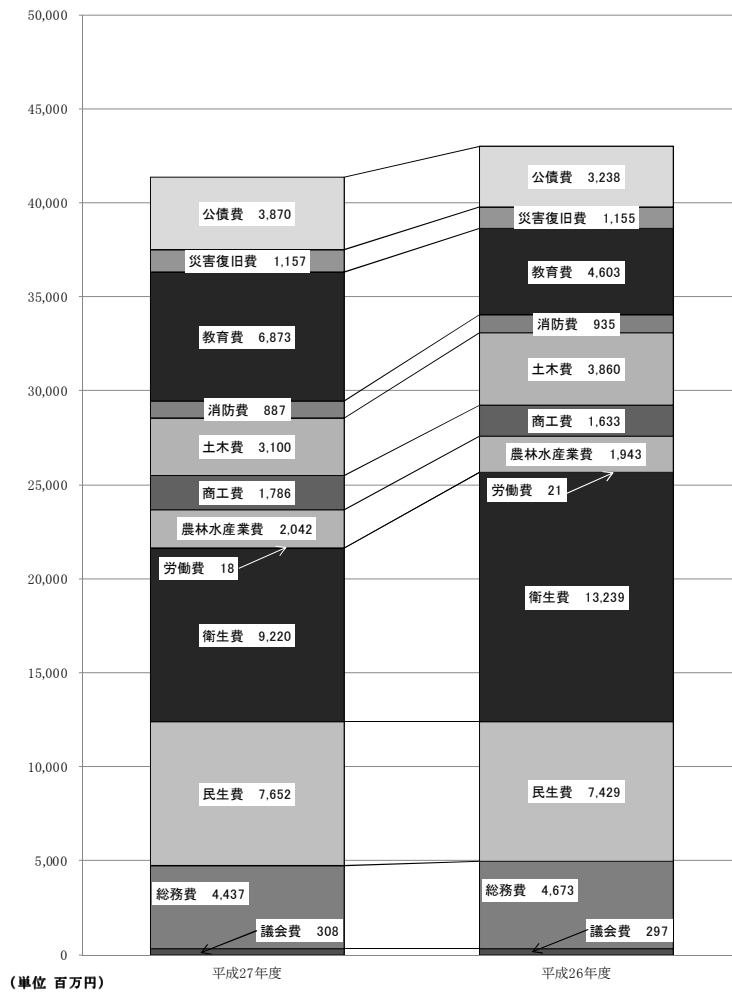 50,000
45,000
40,000
35,000
30,000
25,000
20,000
15,000
10,000
5,000
0
公債費 3,870
災害復旧費 1,157
教育費 6,873
消防費 887
土木費 3,100
商工費 1,786
農林水産業費 2,042
労働費 18
衛生費 9,220
民生費 7,652
総務費 4,437
議会費 308
公債費 3,238
災害復旧費 1,155
教育費 4,603
消防費 935
土木費 3,860
商工費 1,633
農林水産業費 1,943
労働費 21
衛生費 13,239
民生費 7,429
総務費 4,673
議会費 297
平成27年度
平成26年度
(単位 百万円)